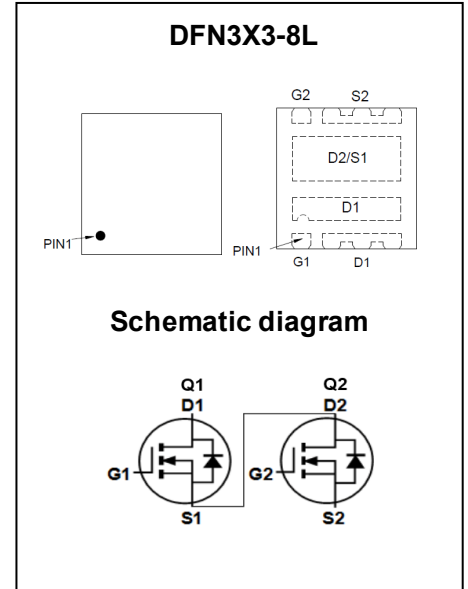 DFN3X3-8L
G2 S2
D2/S1
D1
PIN1
PIN1
G1 D1
Schematic diagram
Q1 Q2
D1 D2
G1 G2
S1 S2